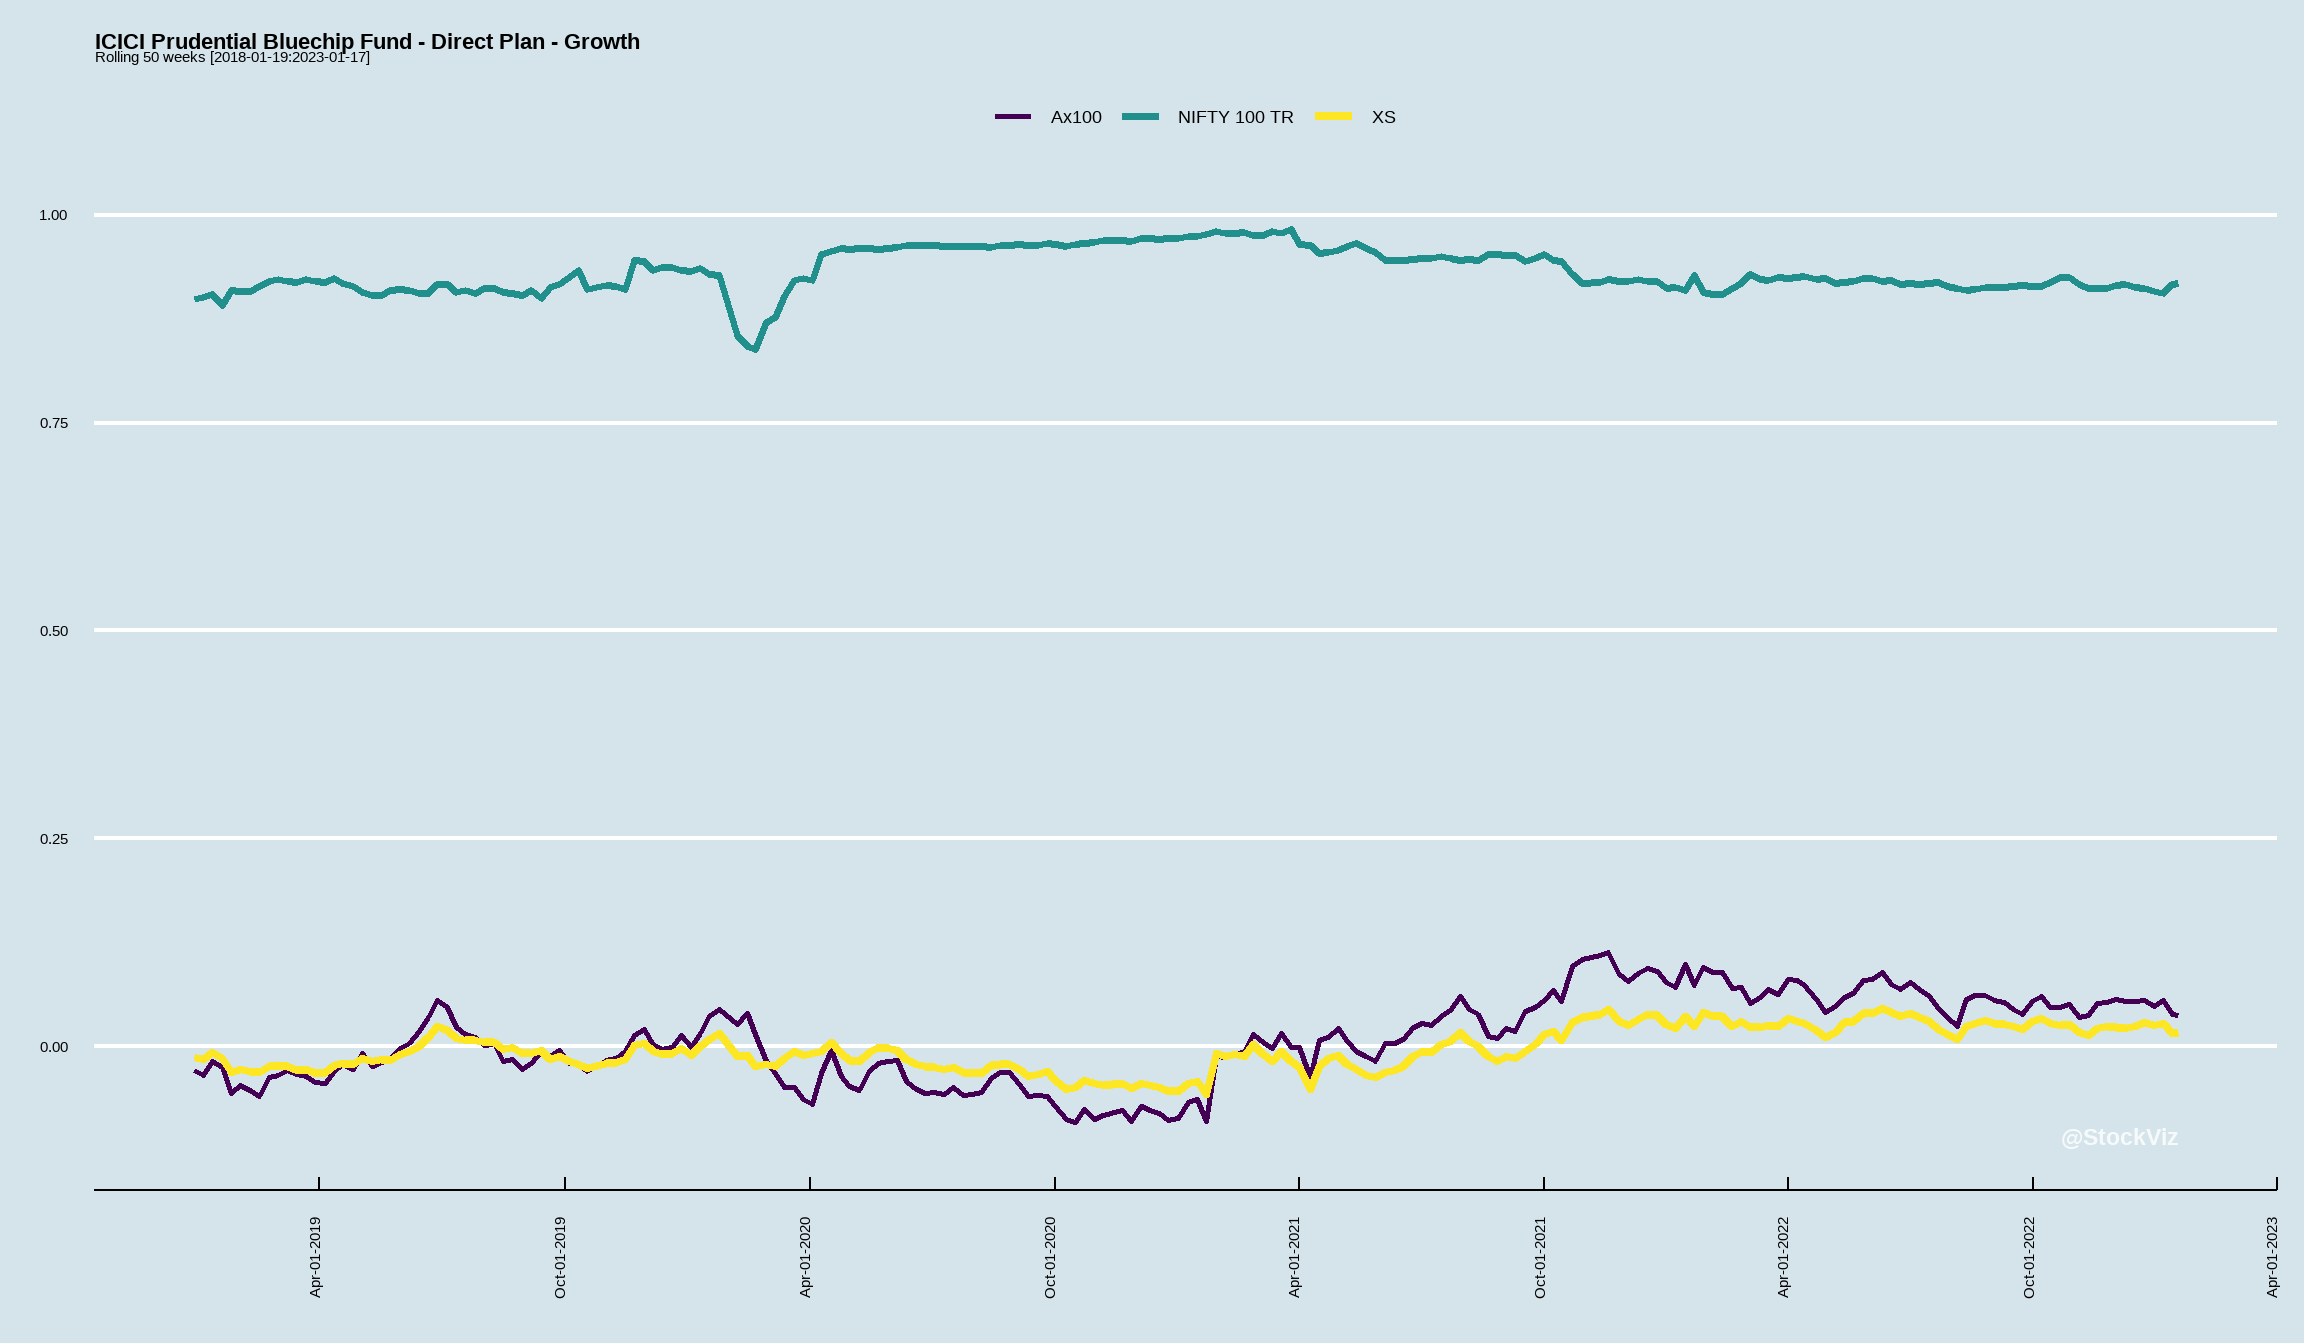 ICICI Prudential Bluechip Fund - Direct Plan - Growth
Rolling 50 weeks [2018-01-19:2023-01-17]
Ax100 NIFTY 100 TR XS
1.00
0.75
0.50
0.25
0.00
@StockViz
Apr-01-2019
Oct-01-2019
Apr-01-2020
Oct-01-2020
Apr-01-2021
Oct-01-2021
Apr-01-2022
Oct-01-2022
Apr-01-2023